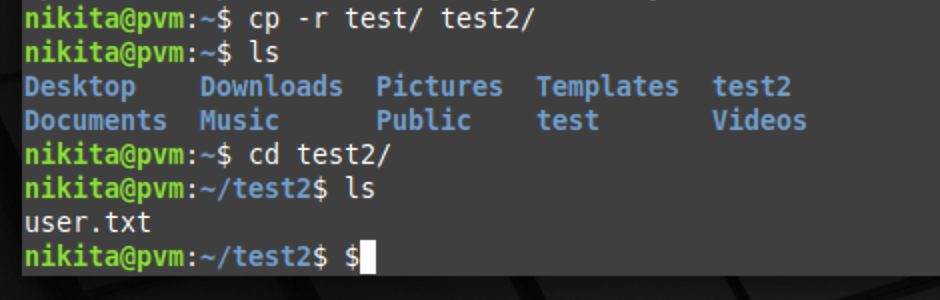 nikita@pvm:~$ cp -r test/ test2/
nikita@pvm:~$ ls
Desktop Downloads Pictures Templates test2
Documents Music Public test Videos
nikita@pvm:~$ cd test2/
nikita@pvm:~/test2$ ls
user.txt
nikita@pvm:~/test2$ $